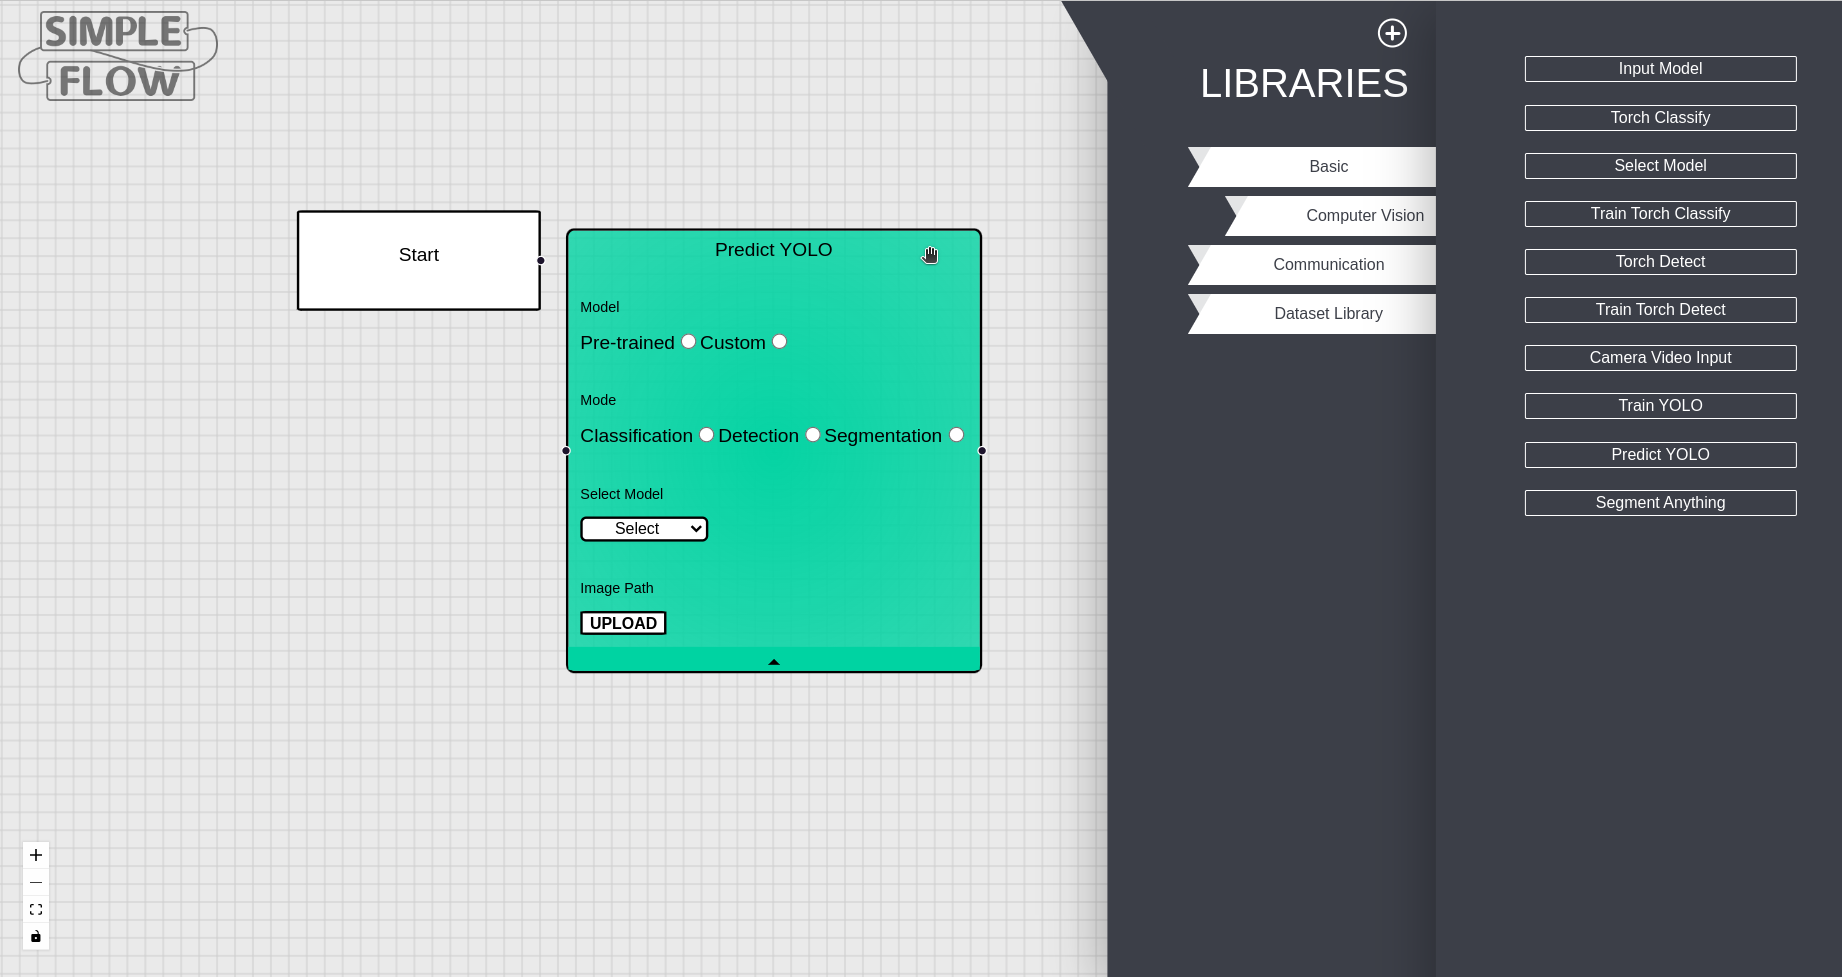 SIMPLE
FLOW
Start
Predict YOLO
Model
Pre-trained Custom
Mode
Classification Detection Segmentation
Select Model
Select
Image Path
UPLOAD
LIBRARIES
Basic
Computer Vision
Communication
Dataset Library
Input Model
Torch Classify
Select Model
Train Torch Classify
Torch Detect
Train Torch Detect
Camera Video Input
Train YOLO
Predict YOLO
Segment Anything